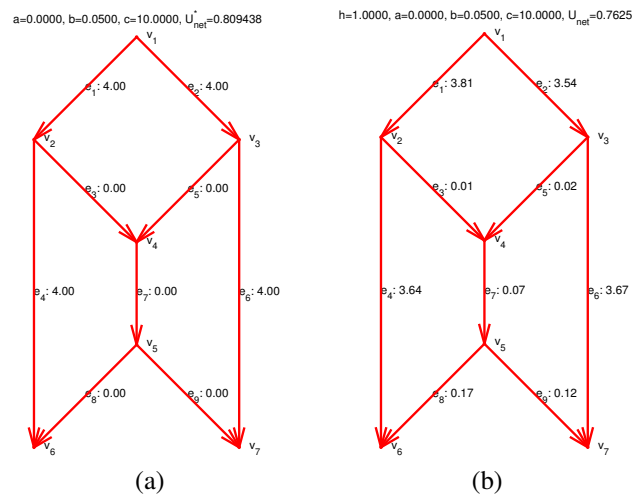 a=0.0000, b=0.0500, c=10.0000, U*net=0.809438
v1
e1: 4.00
e2: 4.00
v2
v3
e3: 0.00
e5: 0.00
v4
e4: 4.00
e7: 0.00
e6: 4.00
v5
e8: 0.00
e9: 0.00
v6
v7
(a)
h=1.0000, a=0.0000, b=0.0500, c=10.0000, Unet=0.7625
v1
e1: 3.81
e2: 3.54
v2
v3
e3: 0.01
e5: 0.02
v4
e4: 3.64
e7: 0.07
e6: 3.67
v5
e8: 0.17
e9: 0.12
v6
v7
(b)